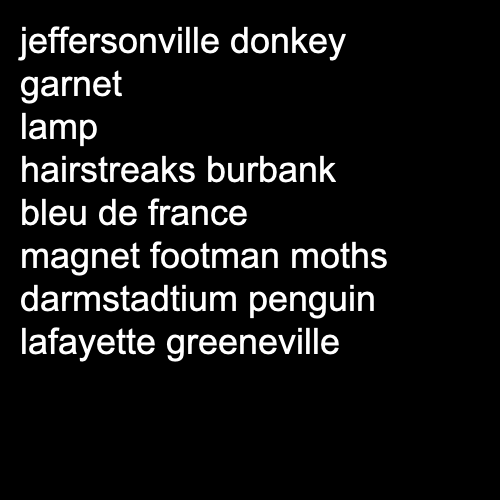 jeffersonville donkey
garnet
lamp
hairstreaks burbank
bleu de france
magnet footman moths
darmstadtium penguin
lafayette greeneville